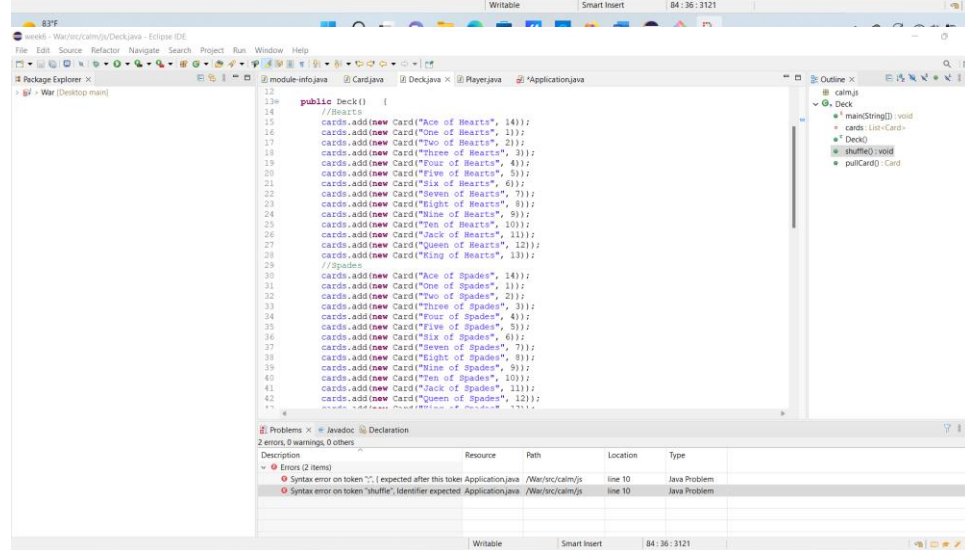 Writable Smart Insert 84 : 36 : 3121
83°F
week6 - War/src/calm/js/Deck.java - Eclipse IDE
File Edit Source Refactor Navigate Search Project Run Window Help
Package Explorer × module-info.java Card.java Deck.java × Player.java *Application.java Outline ×
War [Desktop main]
calm.js
Deck
main(String[]) : void
cards : List<Card>
Deck()
shuffle() : void
pullCard() : Card
12
13 public Deck() {
14 //Hearts
15 cards.add(new Card("Ace of Hearts", 14));
16 cards.add(new Card("One of Hearts", 1));
17 cards.add(new Card("Two of Hearts", 2));
18 cards.add(new Card("Three of Hearts", 3));
19 cards.add(new Card("Four of Hearts", 4));
20 cards.add(new Card("Five of Hearts", 5));
21 cards.add(new Card("Six of Hearts", 6));
22 cards.add(new Card("Seven of Hearts", 7));
23 cards.add(new Card("Eight of Hearts", 8));
24 cards.add(new Card("Nine of Hearts", 9));
25 cards.add(new Card("Ten of Hearts", 10));
26 cards.add(new Card("Jack of Hearts", 11));
27 cards.add(new Card("Queen of Hearts", 12));
28 cards.add(new Card("King of Hearts", 13));
29 //Spades
30 cards.add(new Card("Ace of Spades", 14));
31 cards.add(new Card("One of Spades", 1));
32 cards.add(new Card("Two of Spades", 2));
33 cards.add(new Card("Three of Spades", 3));
34 cards.add(new Card("Four of Spades", 4));
35 cards.add(new Card("Five of Spades", 5));
36 cards.add(new Card("Six of Spades", 6));
37 cards.add(new Card("Seven of Spades", 7));
38 cards.add(new Card("Eight of Spades", 8));
39 cards.add(new Card("Nine of Spades", 9));
40 cards.add(new Card("Ten of Spades", 10));
41 cards.add(new Card("Jack of Spades", 11));
42 cards.add(new Card("Queen of Spades", 12));
Problems × Javadoc Declaration
2 errors, 0 warnings, 0 others
Description Resource Path Location Type
Errors (2 items)
Syntax error on token ";", { expected after this token Application.java /War/src/calm/js line 10 Java Problem
Syntax error on token "shuffle", Identifier expected Application.java /War/src/calm/js line 10 Java Problem
Writable Smart Insert 84 : 36 : 3121